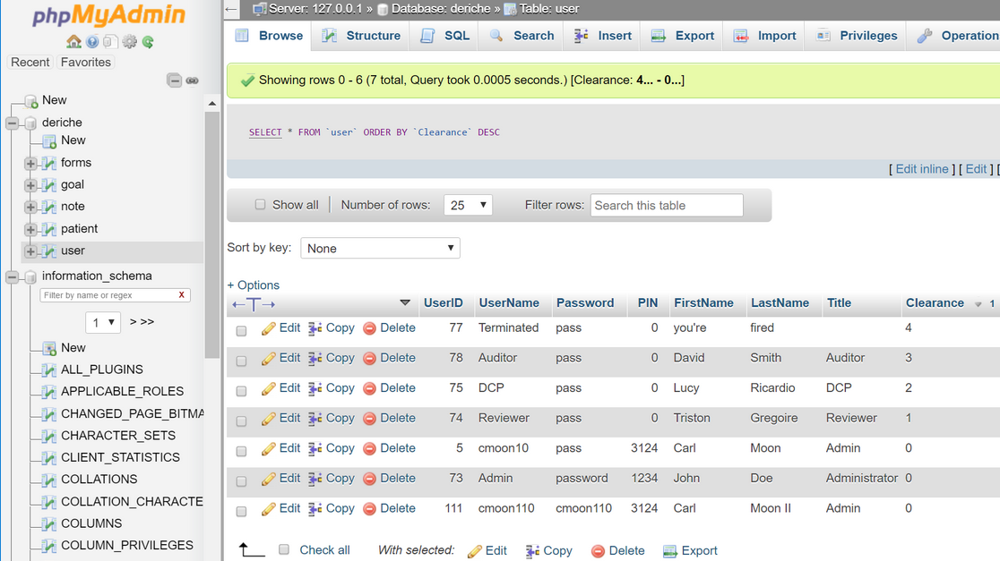 phpMyAdmin
Recent Favorites
New
deriche
New
forms
goal
note
patient
user
information_schema
Filter by name or regex X
1 > >>
New
ALL_PLUGINS
APPLICABLE_ROLES
CHANGED_PAGE_BITMA
CHARACTER_SETS
CLIENT_STATISTICS
COLLATIONS
COLLATION_CHARACTE
COLUMNS
COLUMN_PRIVILEGES
Server: 127.0.0.1 » Database: deriche » Table: user
Browse Structure SQL Search Insert Export Import Privileges Operation
Showing rows 0 - 6 (7 total, Query took 0.0005 seconds.) [Clearance: 4... - 0...]
SELECT * FROM `user` ORDER BY `Clearance` DESC
[ Edit inline ] [ Edit ] [
Show all Number of rows: 25 Filter rows: Search this table
Sort by key: None
+ Options
←T→ UserID UserName Password PIN FirstName LastName Title Clearance 1
Edit Copy Delete 77 Terminated pass 0 you're fired 4
Edit Copy Delete 78 Auditor pass 0 David Smith Auditor 3
Edit Copy Delete 75 DCP pass 0 Lucy Ricardio DCP 2
Edit Copy Delete 74 Reviewer pass 0 Triston Gregoire Reviewer 1
Edit Copy Delete 5 cmoon10 pass 3124 Carl Moon Admin 0
Edit Copy Delete 73 Admin password 1234 John Doe Administrator 0
Edit Copy Delete 111 cmoon110 cmoon110 3124 Carl Moon II Admin 0
Check all With selected: Edit Copy Delete Export